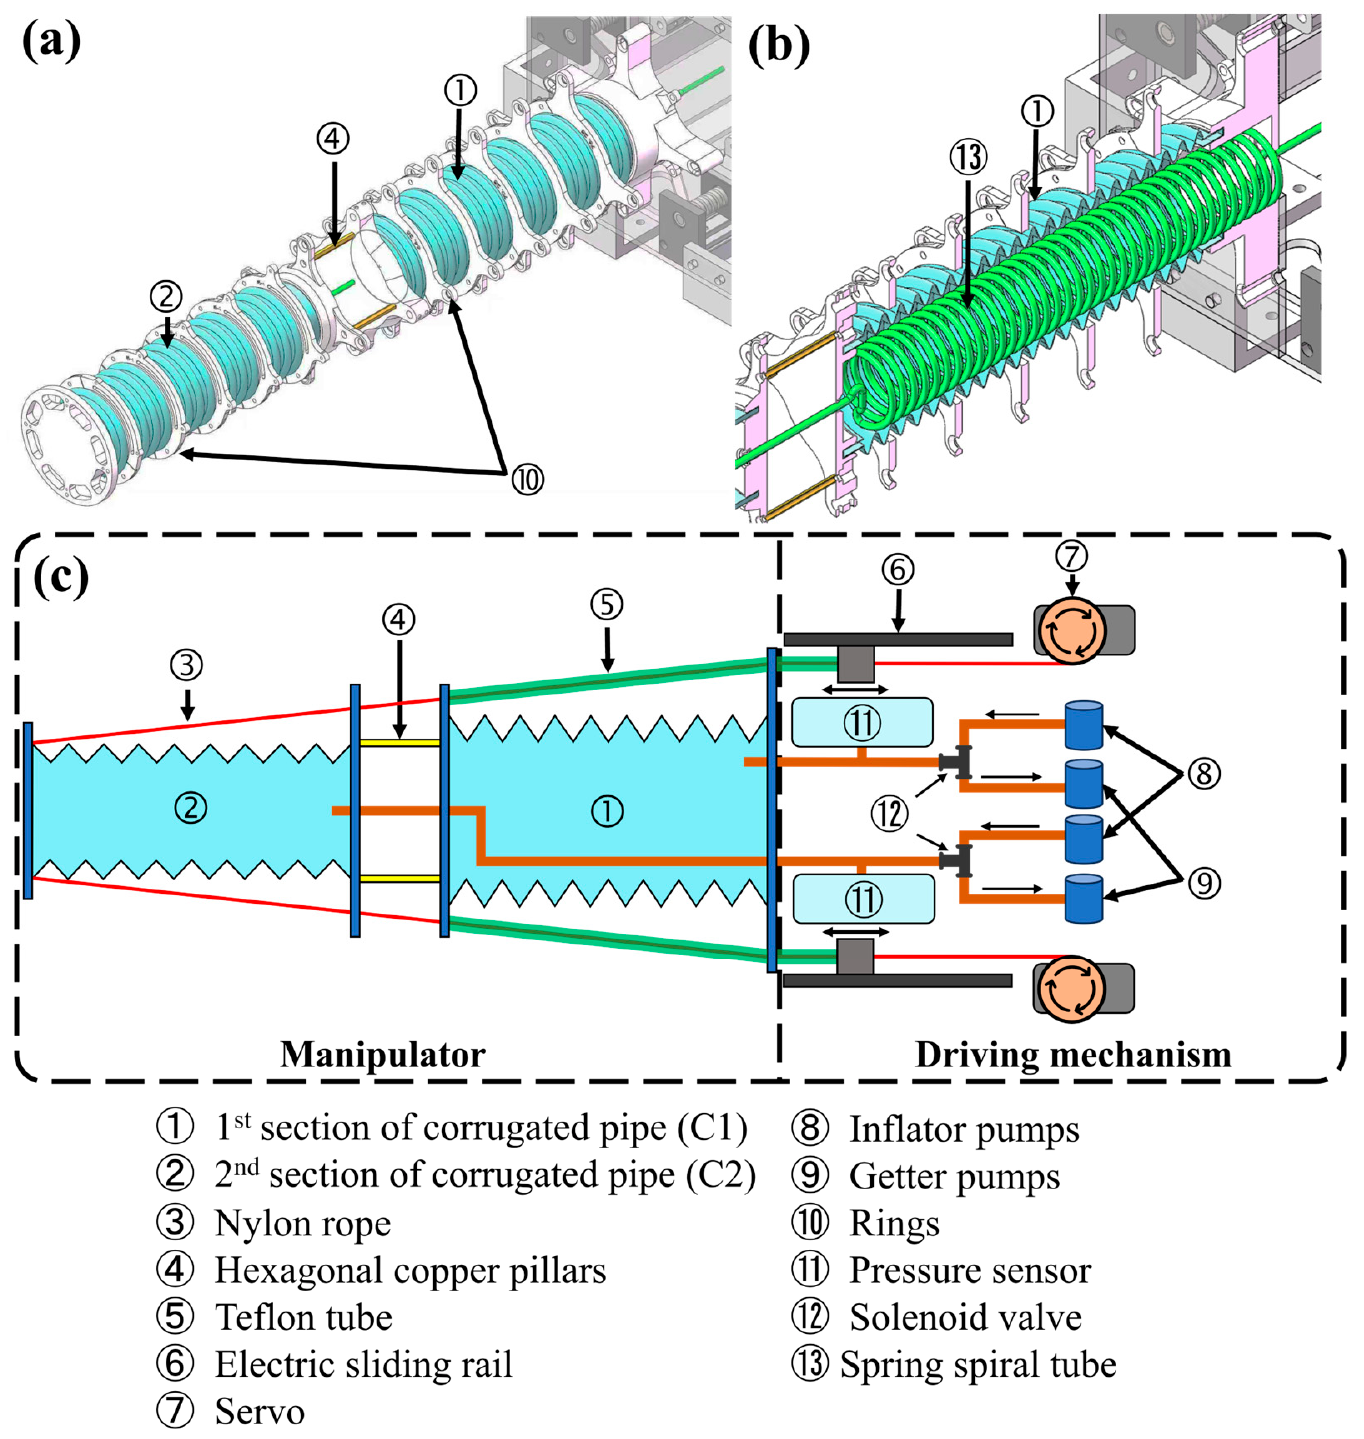 (a)
①
④
②
⑩
(b)
①
⑬
(c)
③
④
⑤
⑥
⑦
②
①
⑪
⑪
⑫
⑧
⑨
Manipulator
Driving mechanism
① 1st section of corrugated pipe (C1)
② 2nd section of corrugated pipe (C2)
③ Nylon rope
④ Hexagonal copper pillars
⑤ Teflon tube
⑥ Electric sliding rail
⑦ Servo
⑧ Inflator pumps
⑨ Getter pumps
⑩ Rings
⑪ Pressure sensor
⑫ Solenoid valve
⑬ Spring spiral tube